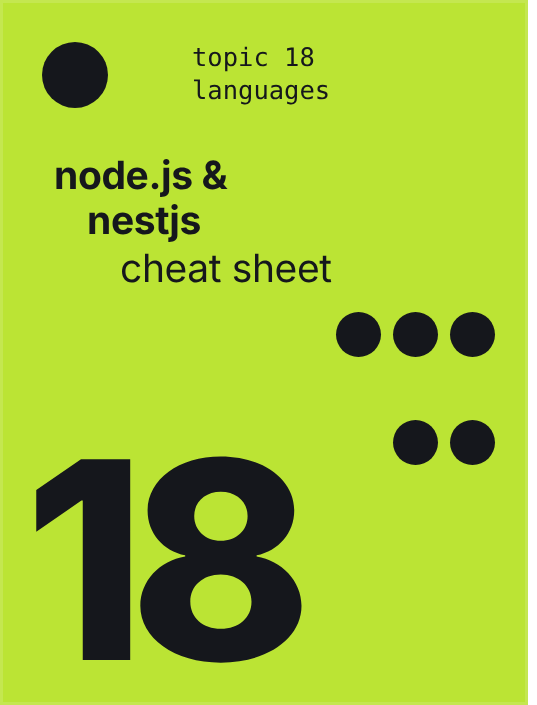 topic 18
languages
node.js &
nestjs
cheat sheet
18